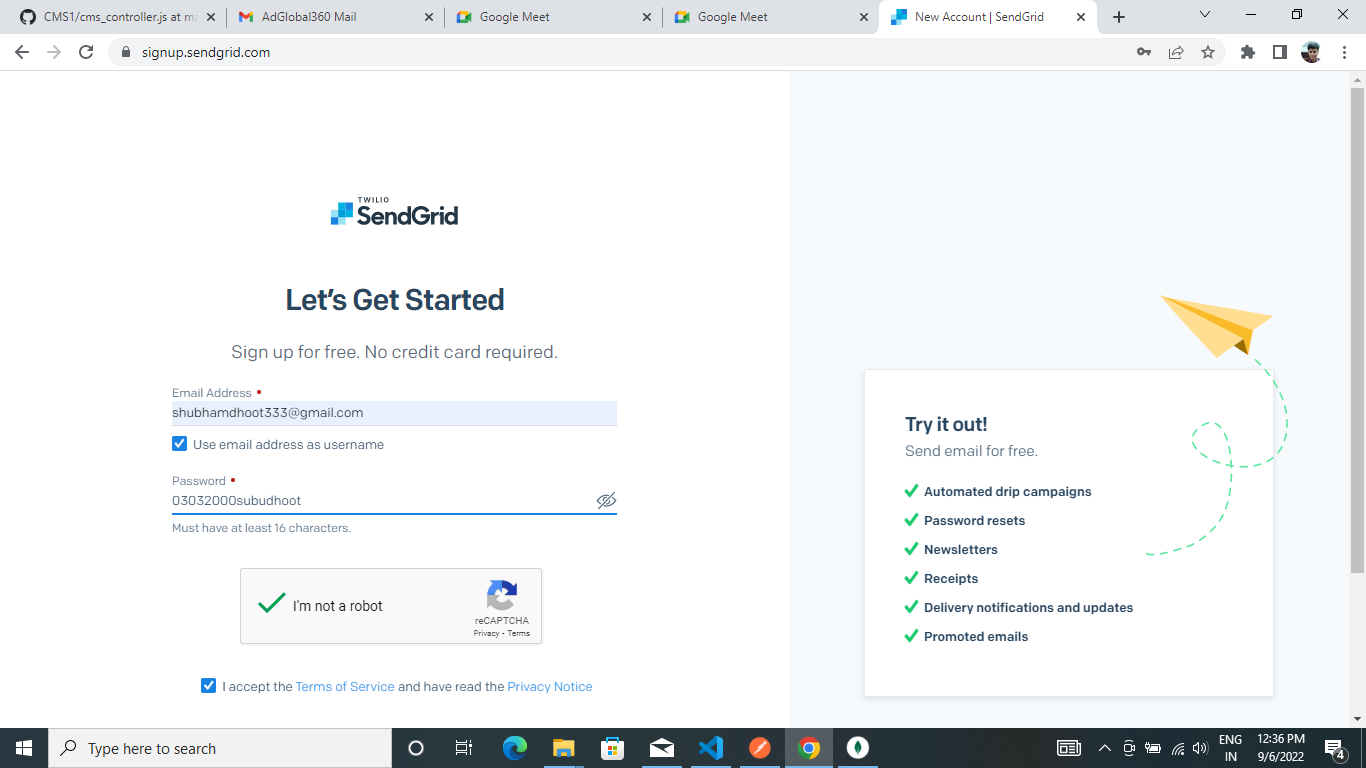 CMS1/cms_controller.js at ma
AdGlobal360 Mail
Google Meet
Google Meet
New Account | SendGrid
signup.sendgrid.com
TWILIO
SendGrid
Let's Get Started
Sign up for free. No credit card required.
Email Address •
shubhamdhoot333@gmail.com
Use email address as username
Password •
03032000subudhoot
Must have at least 16 characters.
I'm not a robot
reCAPTCHA
Privacy - Terms
I accept the Terms of Service and have read the Privacy Notice
Try it out!
Send email for free.
Automated drip campaigns
Password resets
Newsletters
Receipts
Delivery notifications and updates
Promoted emails
Type here to search
ENG
IN
12:36 PM
9/6/2022
4